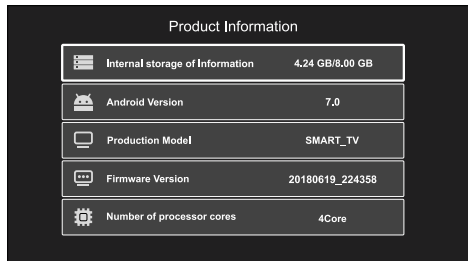 Product Information
Internal storage of Information 4.24 GB/8.00 GB
Android Version 7.0
Production Model SMART_TV
Firmware Version 20180619_224358
Number of processor cores 4Core